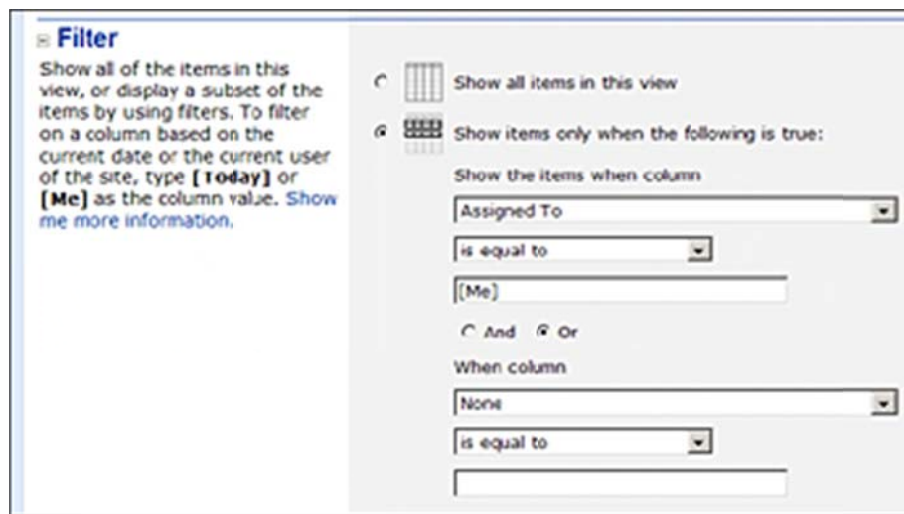 Filter
Show all of the items in this
view, or display a subset of the
items by using filters. To filter
on a column based on the
current date or the current user
of the site, type [Today] or
[Me] as the column value. Show
me more information.
Show all items in this view
Show items only when the following is true:
Show the items when column
Assigned To
is equal to
[Me]
And Or
When column
None
is equal to